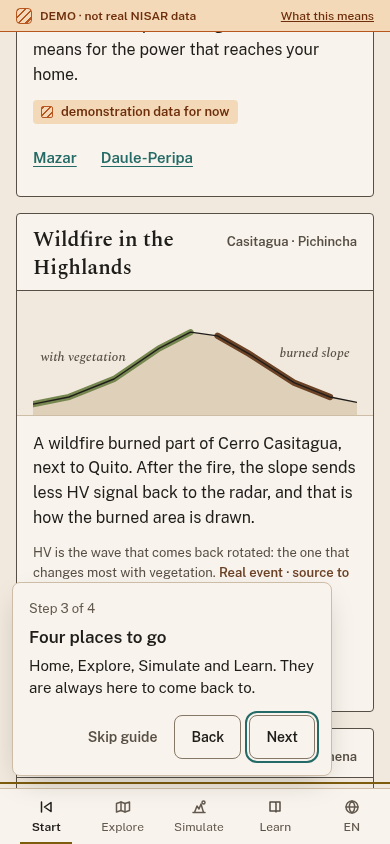 DEMO · not real NISAR data
What this means
means for the power that reaches your
home.
demonstration data for now
Mazar
Daule-Peripa
Wildfire in the
Highlands
Casitagua · Pichincha
with vegetation
burned slope
A wildfire burned part of Cerro Casitagua,
next to Quito. After the fire, the slope sends
less HV signal back to the radar, and that is
how the burned area is drawn.
HV is the wave that comes back rotated: the one that
changes most with vegetation. Real event · source to
Step 3 of 4
Four places to go
Home, Explore, Simulate and Learn. They
are always here to come back to.
Skip guide
Back
Next
Start
Explore
Simulate
Learn
EN